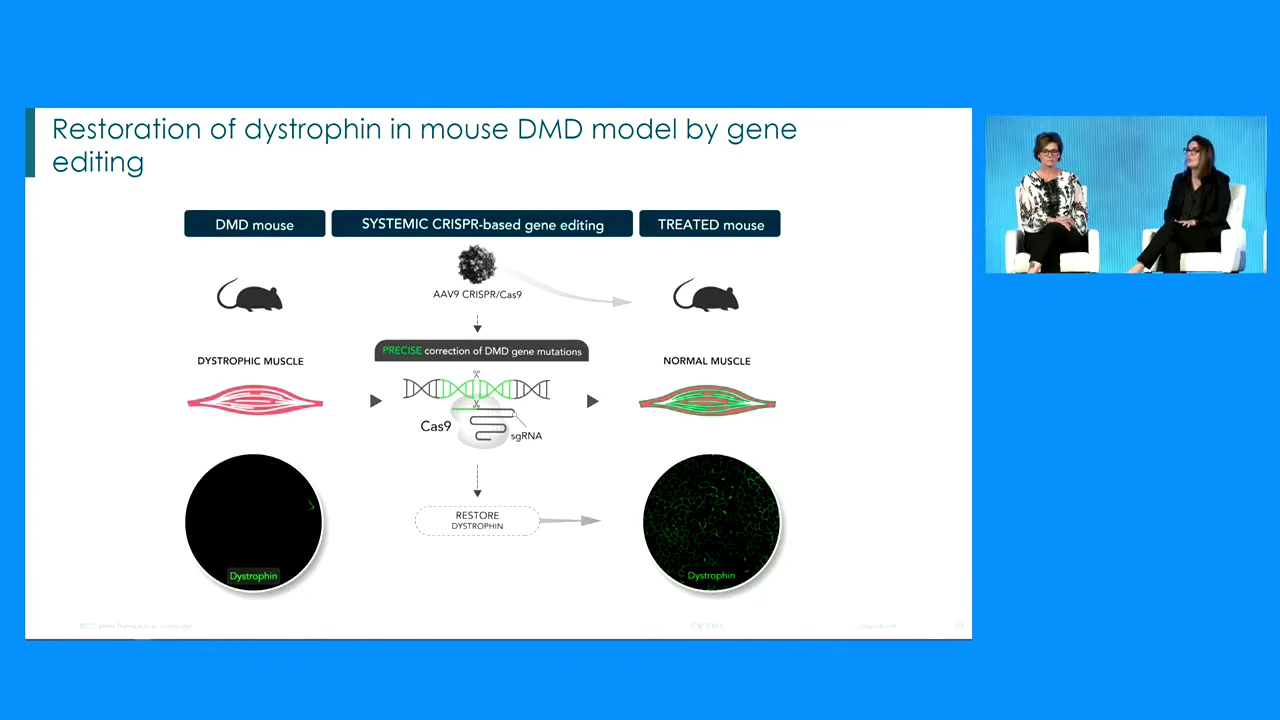 Restoration of dystrophin in mouse DMD model by gene
editing
DMD mouse
SYSTEMIC CRISPR-based gene editing
TREATED mouse
AAV9 CRISPR/Cas9
PRECISE correction of DMD gene mutations
DYSTROPHIC MUSCLE
NORMAL MUSCLE
Cas9
sgRNA
RESTORE
DYSTROPHIN
Dystrophin
Dystrophin